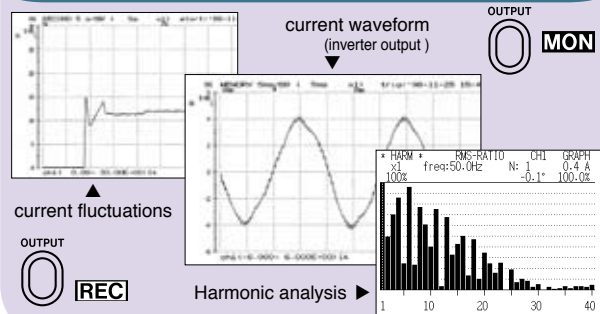 OUTPUT
MON
current waveform
(inverter output )
* HARM * RMS-RATIO CH1 GRAPH
x1 freq:50.0Hz N: 1 0.4 A
100% -0.1° 100.0%
current fluctuations
OUTPUT
REC
Harmonic analysis
1 10 20 30 40